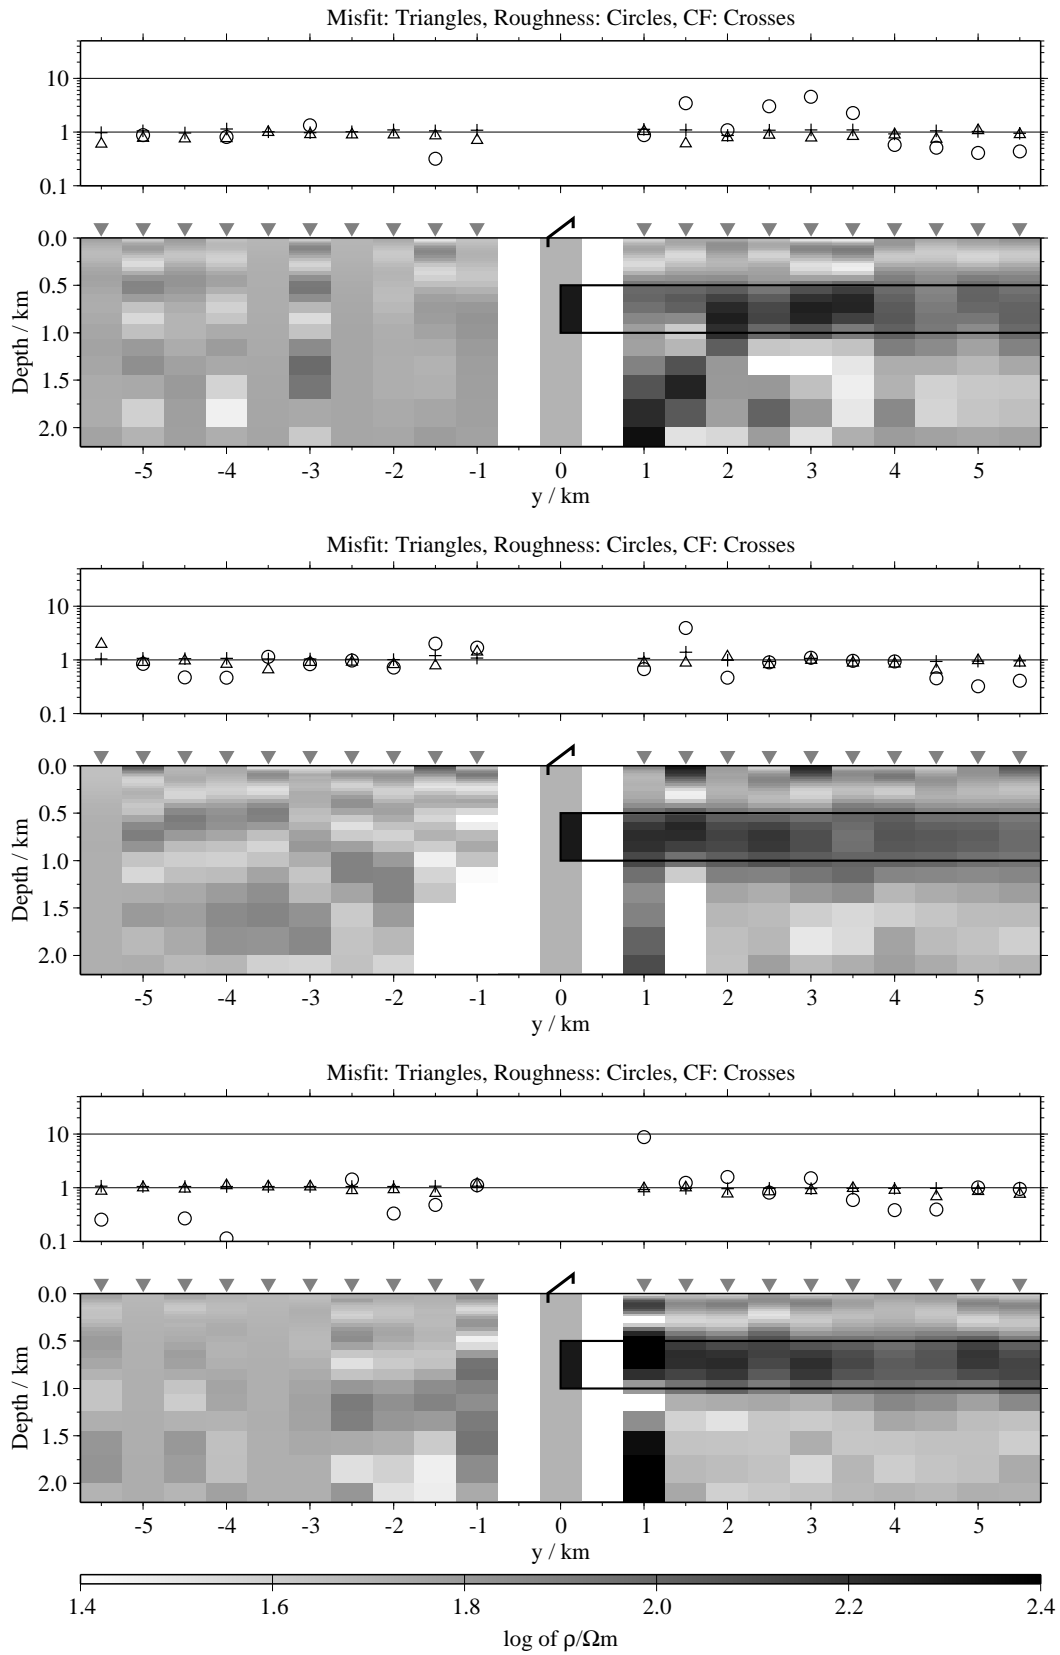 Misfit: Triangles, Roughness: Circles, CF: Crosses
10
1
0.1
0.0
0.5
1.0
1.5
2.0
Depth / km
-5 -4 -3 -2 -1 0 1 2 3 4 5
y / km
Misfit: Triangles, Roughness: Circles, CF: Crosses
10
1
0.1
0.0
0.5
1.0
1.5
2.0
Depth / km
-5 -4 -3 -2 -1 0 1 2 3 4 5
y / km
Misfit: Triangles, Roughness: Circles, CF: Crosses
10
1
0.1
0.0
0.5
1.0
1.5
2.0
Depth / km
-5 -4 -3 -2 -1 0 1 2 3 4 5
y / km
1.4 1.6 1.8 2.0 2.2 2.4
log of ρ/Ωm